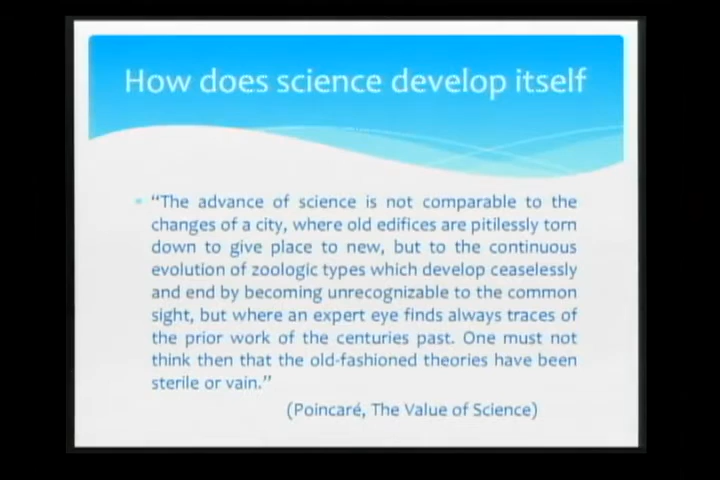 How does science develop itself
“The advance of science is not comparable to the
changes of a city, where old edifices are pitilessly torn
down to give place to new, but to the continuous
evolution of zoologic types which develop ceaselessly
and end by becoming unrecognizable to the common
sight, but where an expert eye finds always traces of
the prior work of the centuries past. One must not
think then that the old-fashioned theories have been
sterile or vain.”
(Poincaré, The Value of Science)